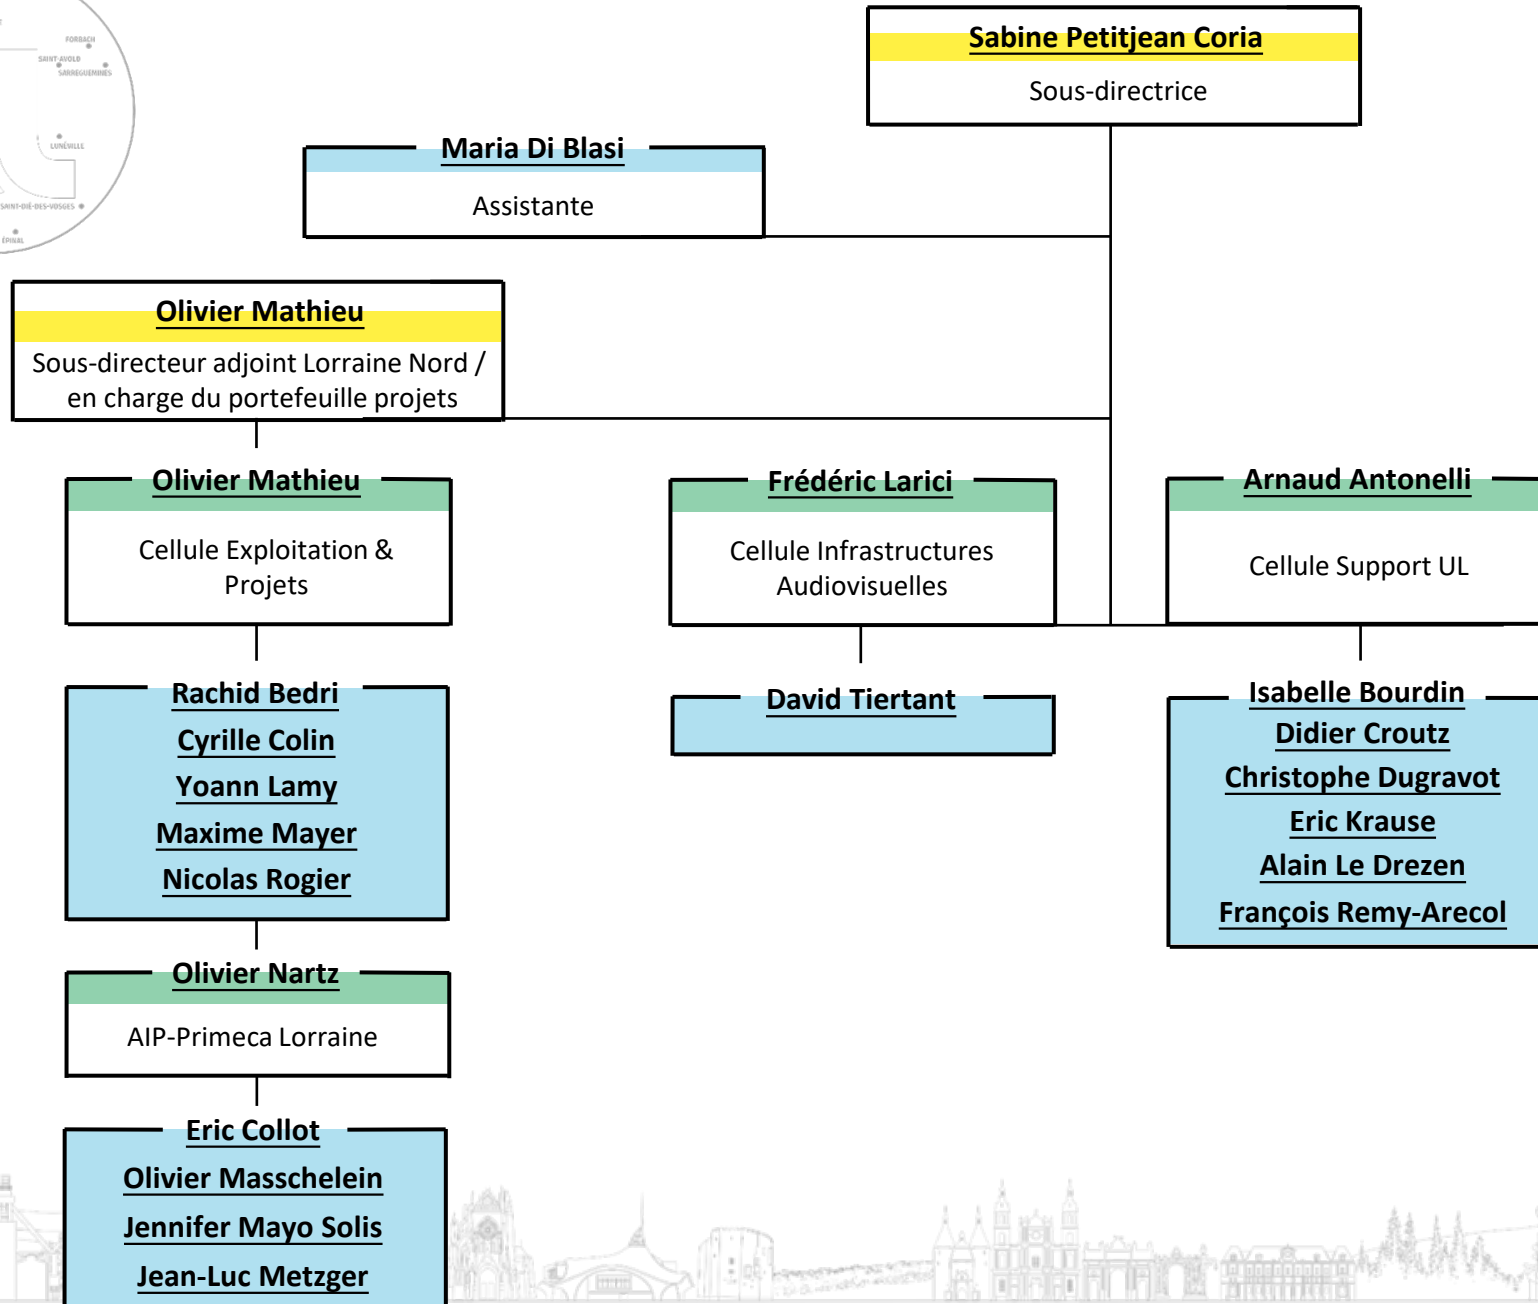 FORBACH
SAINT-AVOLD
SARREGUEMINES
LUNÉVILLE
SAINT-DIÉ-DES-VOSGES
ÉPINAL
Sabine Petitjean Coria
Sous-directrice
Maria Di Blasi
Assistante
Olivier Mathieu
Sous-directeur adjoint Lorraine Nord /
en charge du portefeuille projets
Olivier Mathieu
Cellule Exploitation &
Projets
Rachid Bedri
Cyrille Colin
Yoann Lamy
Maxime Mayer
Nicolas Rogier
Olivier Nartz
AIP-Primeca Lorraine
Eric Collot
Olivier Masschelein
Jennifer Mayo Solis
Jean-Luc Metzger
Frédéric Larici
Cellule Infrastructures
Audiovisuelles
David Tiertant
Arnaud Antonelli
Cellule Support UL
Isabelle Bourdin
Didier Croutz
Christophe Dugravot
Eric Krause
Alain Le Drezen
François Remy-Arecol